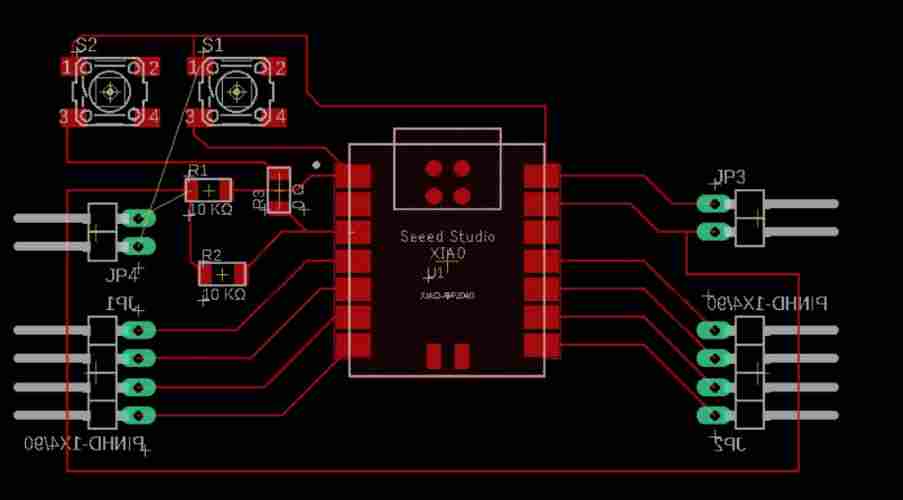 S2
S1
1 2
1 2
3 4
3 4
R1
R3
0 Ω
10 KΩ
JP3
Seeed Studio
XIAO
U1
XIAO-RP2040
R2
10 KΩ
JP4
JP1
PINHD-1X4/90
PINHD-1X4/90
JP2